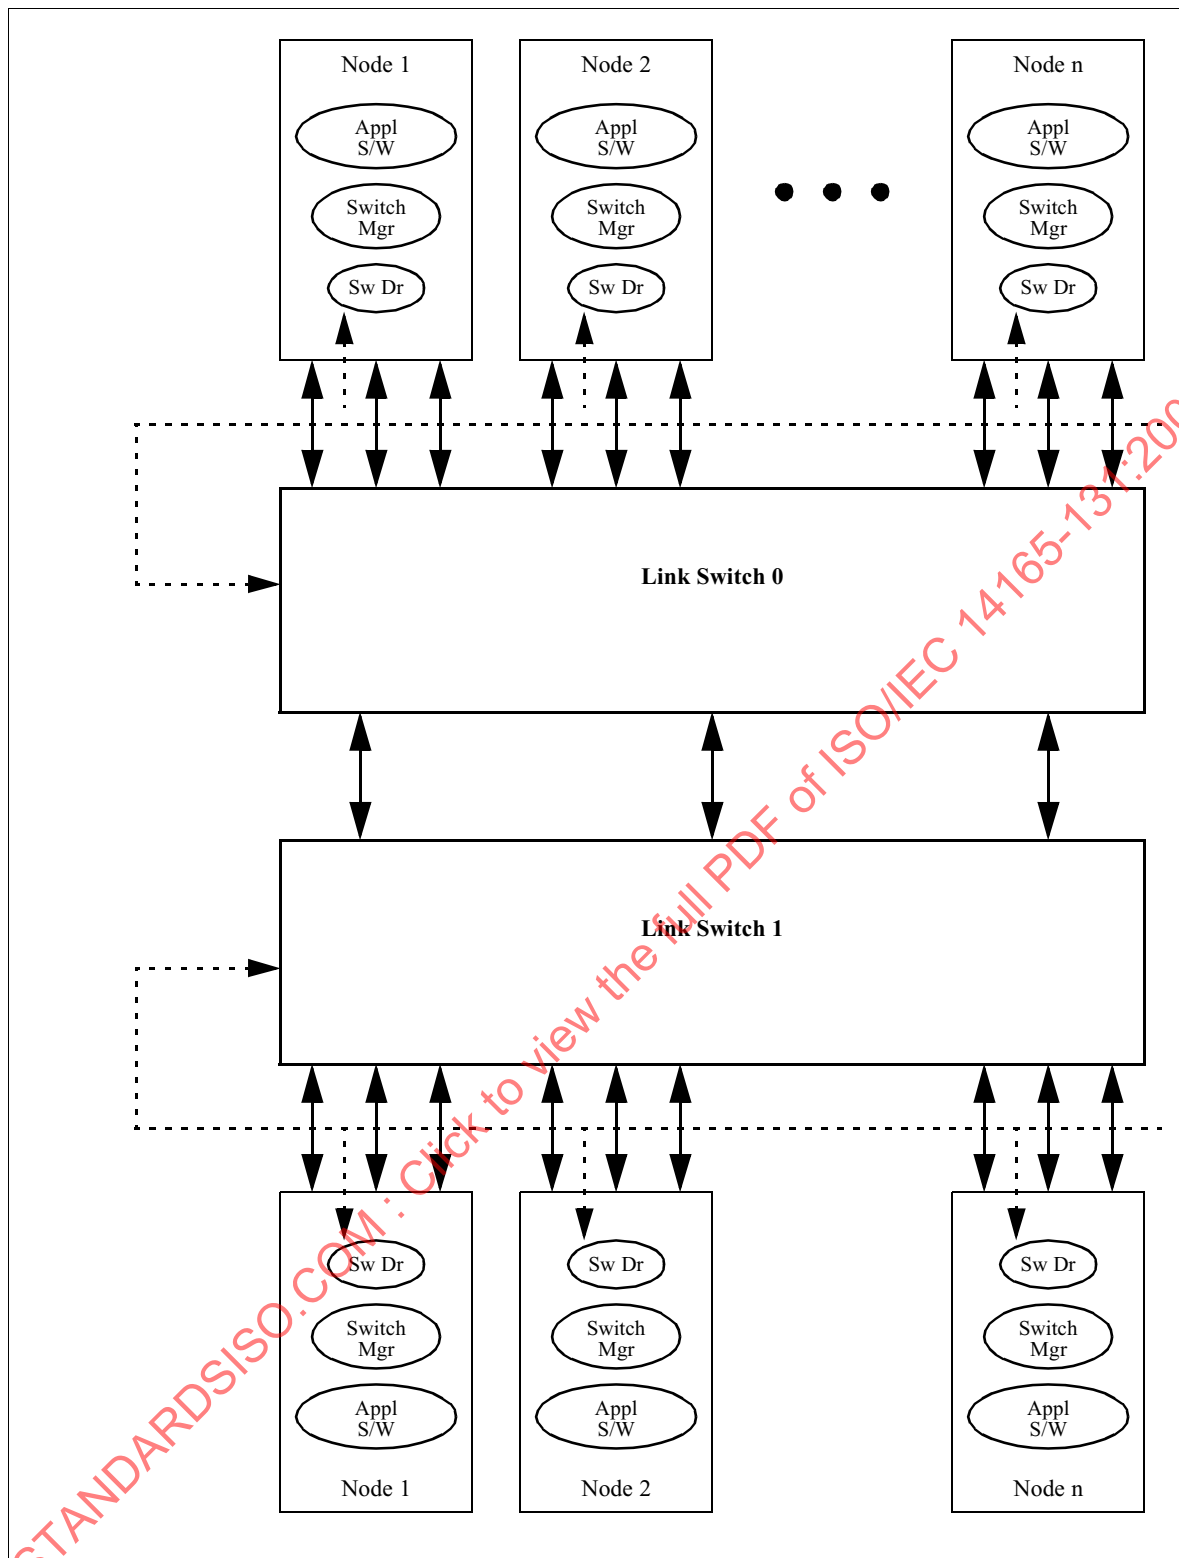 Node 1
Node 2
Node n
Appl
S/W
Appl
S/W
Appl
S/W
Switch
Mgr
Switch
Mgr
Switch
Mgr
Sw Dr
Sw Dr
Sw Dr
Link Switch 0
Link Switch 1
Sw Dr
Sw Dr
Sw Dr
Switch
Mgr
Switch
Mgr
Switch
Mgr
Appl
S/W
Appl
S/W
Appl
S/W
Node 1
Node 2
Node n
STANDARDSISO.COM : Click to view the full PDF of ISO/IEC 14165-131:200